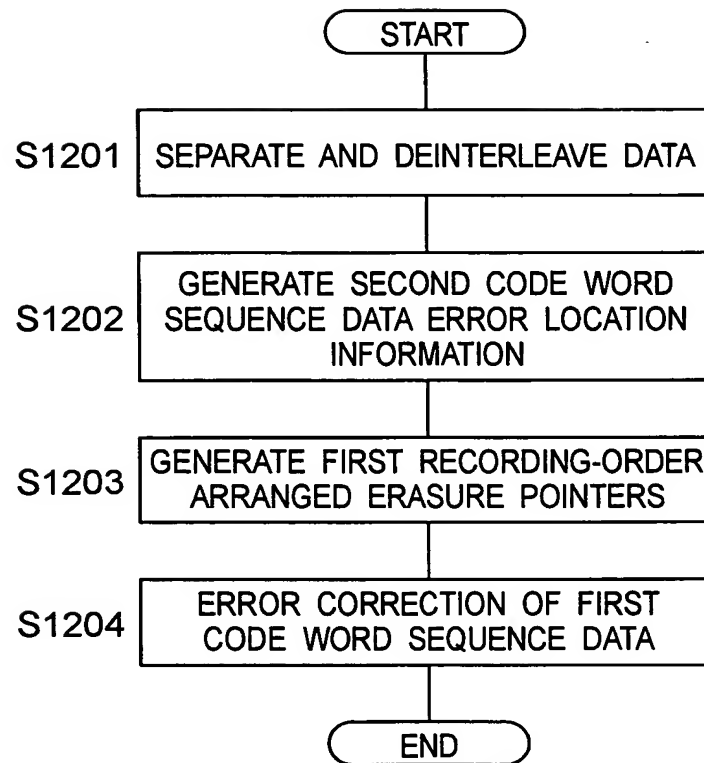 START
S1201
SEPARATE AND DEINTERLEAVE DATA
S1202
GENERATE SECOND CODE WORD
SEQUENCE DATA ERROR LOCATION
INFORMATION
S1203
GENERATE FIRST RECORDING-ORDER
ARRANGED ERASURE POINTERS
S1204
ERROR CORRECTION OF FIRST
CODE WORD SEQUENCE DATA
END